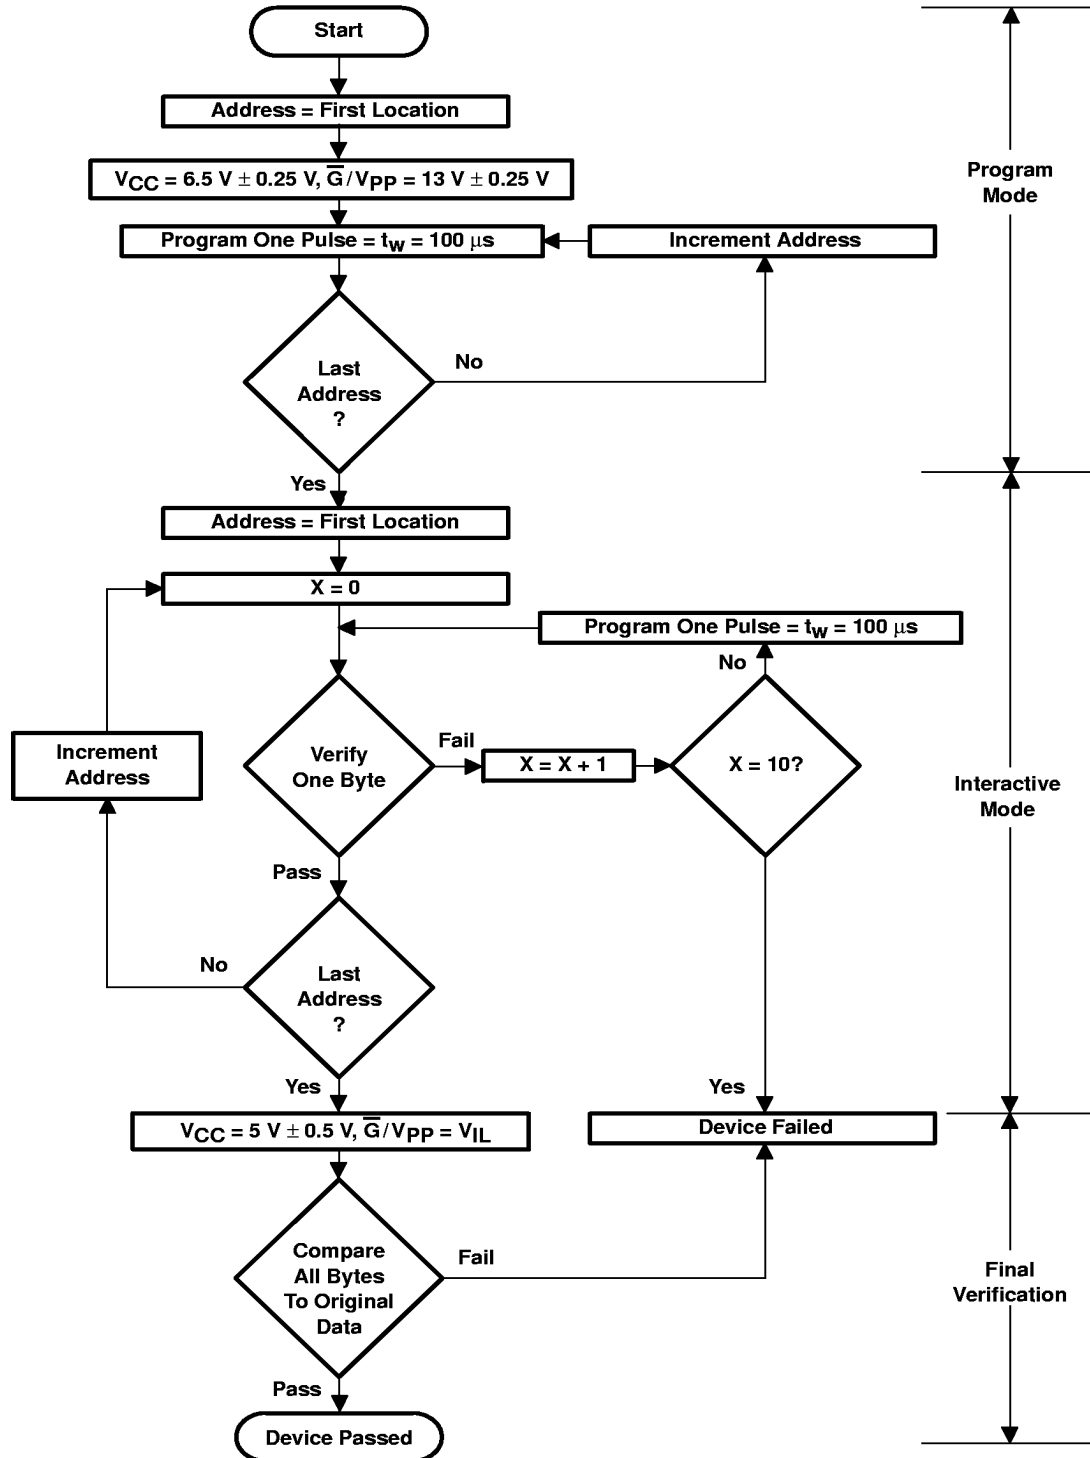 Start
Address = First Location
VCC = 6.5 V ± 0.25 V, G̅/VPP = 13 V ± 0.25 V
Program
Mode
Program One Pulse = tw = 100 μs
Increment Address
Last
Address
?
No
Yes
Address = First Location
X = 0
Program One Pulse = tw = 100 μs
No
Increment
Address
Verify
One Byte
Fail
X = X + 1
X = 10?
Interactive
Mode
Pass
No
Last
Address
?
Yes
Yes
VCC = 5 V ± 0.5 V, G̅/VPP = VIL
Device Failed
Compare
All Bytes
To Original
Data
Fail
Final
Verification
Pass
Device Passed